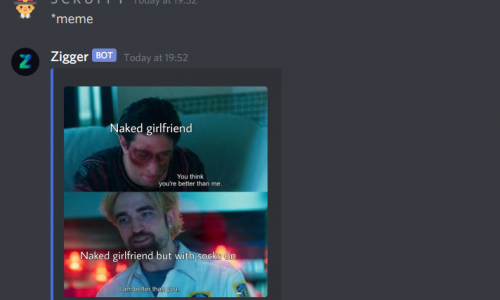 S C R U F F Y Today at 19:52
*meme
Zigger BOT Today at 19:52
Naked girlfriend
You think
you're better than me.
Naked girlfriend but with socks on
I am better than you.